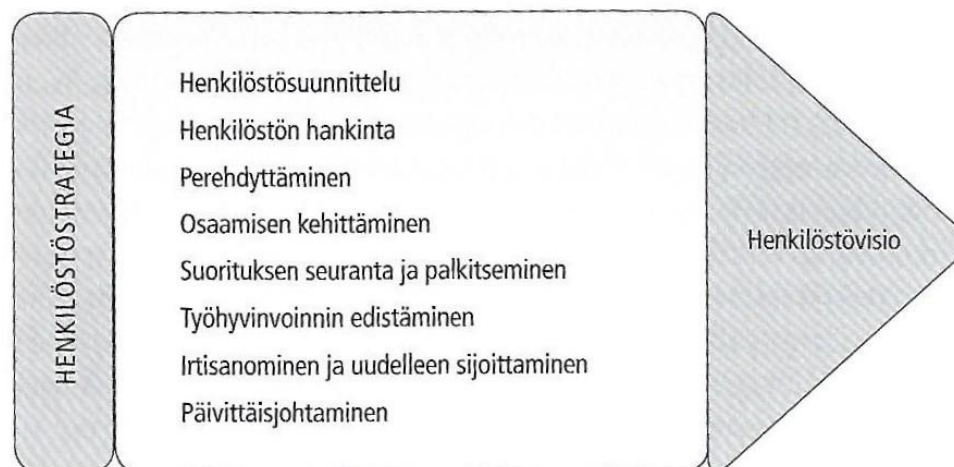 HENKILÖSTÖSTRATEGIA
Henkilöstösuunnittelu
Henkilöstön hankinta
Perehdyttäminen
Osaamisen kehittäminen
Suorituksen seuranta ja palkitseminen
Työhyvinvoinnin edistäminen
Irtisanominen ja uudelleen sijoittaminen
Päivittäisjohtaminen
Henkilöstövisio